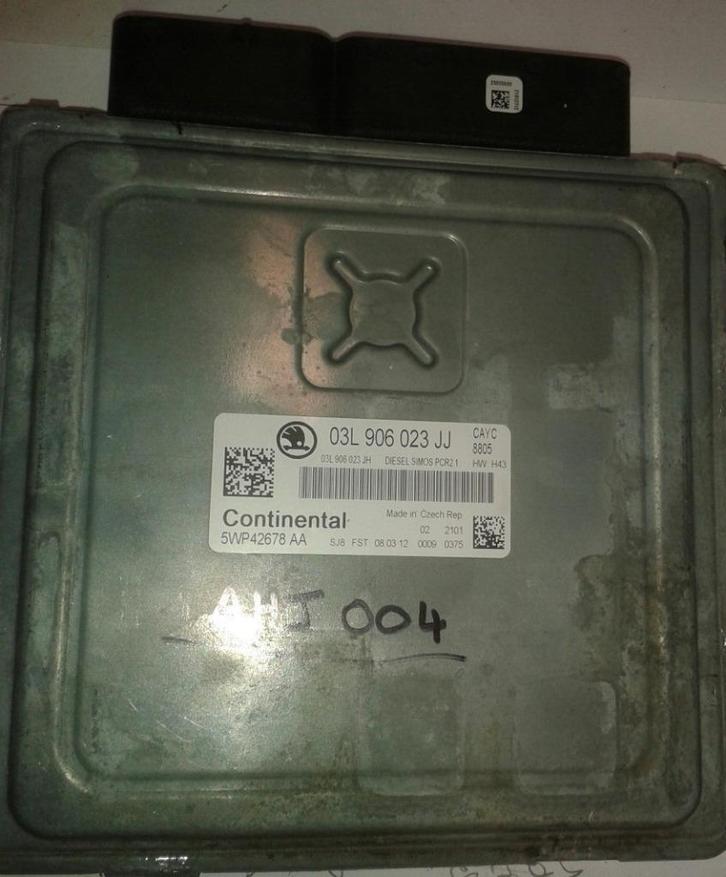 03L 906 023 JJ CAYC
8805
03L 906 023 JH DIESEL SIMOS PCR2.1 HW H43
Continental Made in Czech Rep
02 2101
5WP42678 AA SJ8 FST 08.03.12 0009 0375
AHJ 004